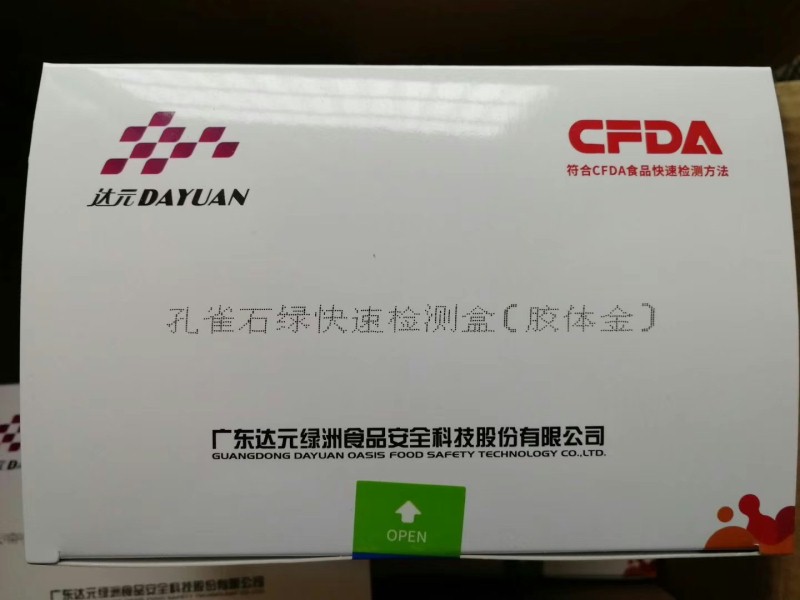 达元DAYUAN
CFDA
符合CFDA食品快速检测方法
孔雀石绿快速检测盒(胶体金)
广东达元绿洲食品安全科技股份有限公司
GUANGDONG DAYUAN OASIS FOOD SAFETY TECHNOLOGY CO.,LTD.
OPEN
广东达元绿洲食品安全科技股份有限公司